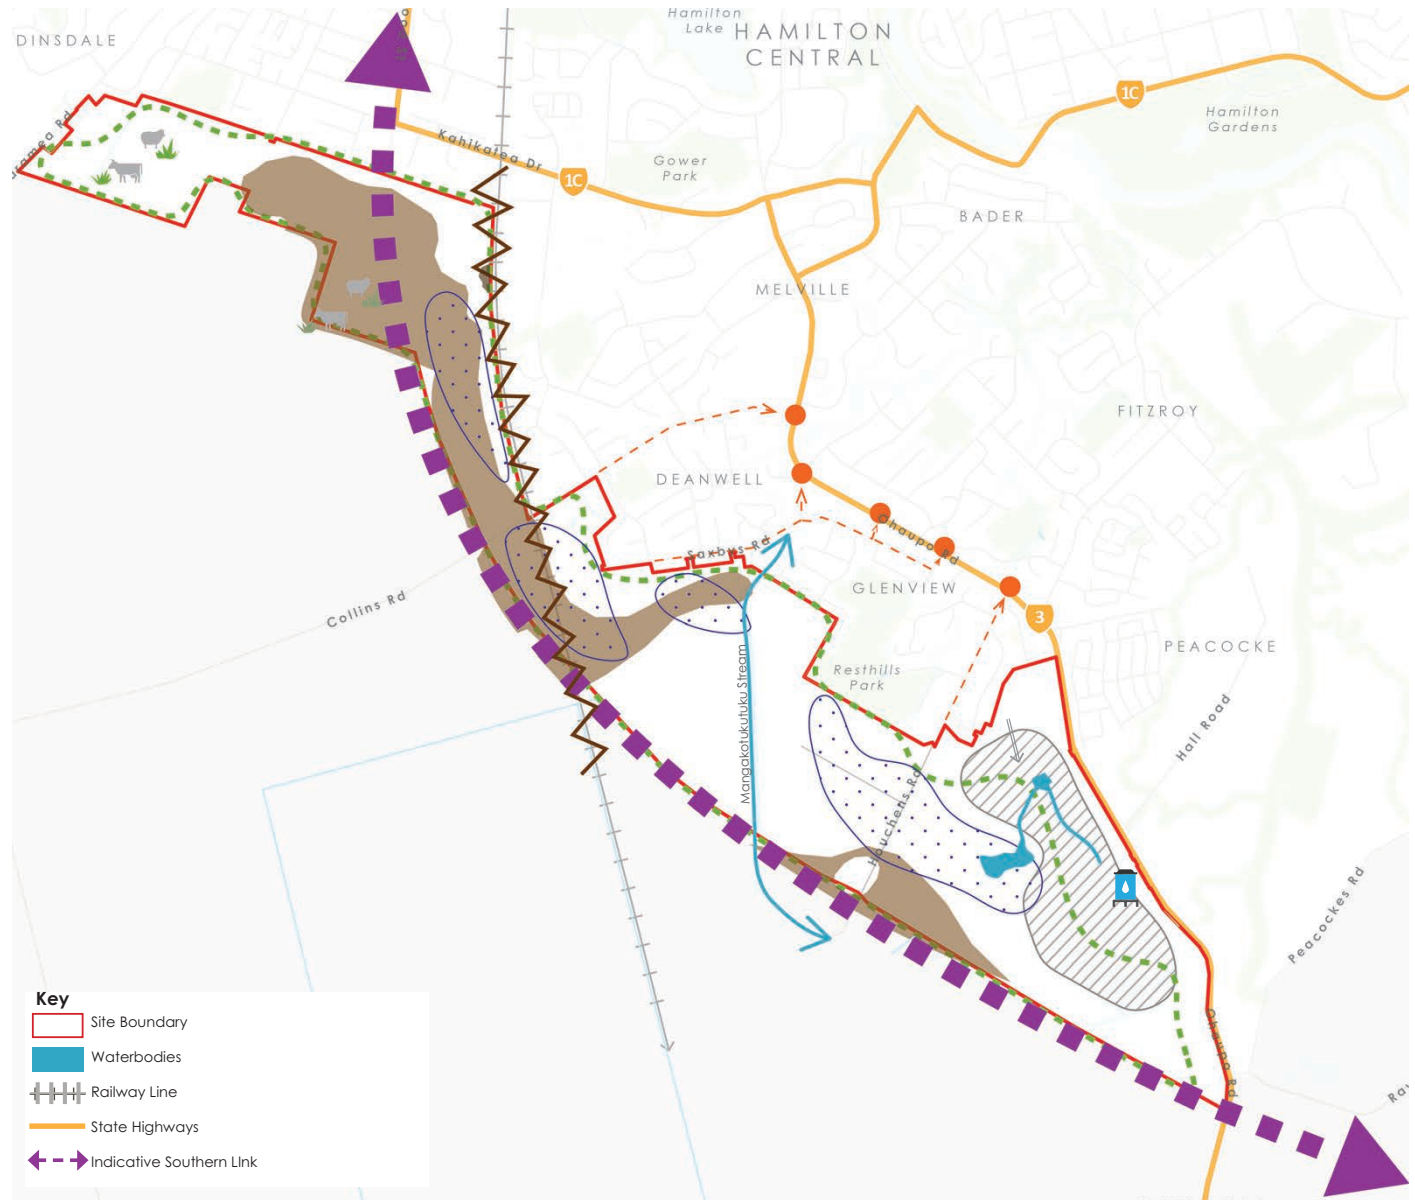 DINSDALE
Hamilton
Lake
HAMILTON
CENTRAL
1C
Hamilton
Gardens
Kahikatea Dr
1C
Gower
Park
BADER
MELVILLE
FITZROY
DEANWELL
Ohaupo Rd
Saxbys Rd
GLENVIEW
3
Collins Rd
PEACOCKE
Resthills
Park
Mangakotukutuku Stream
Hall Road
Houchens Rd
Peacockes Rd
Ohaupo Rd
Key
Site Boundary
Waterbodies
Railway Line
State Highways
Indicative Southern LInk